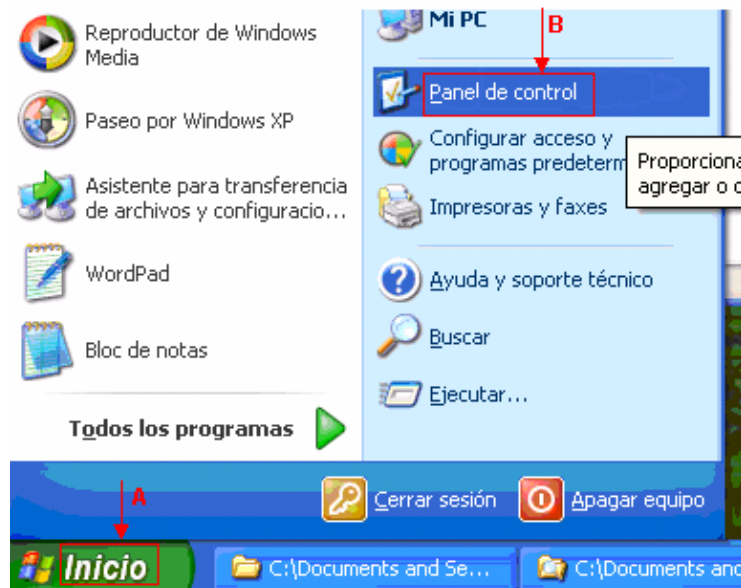 Reproductor de Windows
Media
Paseo por Windows XP
Asistente para transferencia
de archivos y configuracio...
WordPad
Bloc de notas
Todos los programas
Mi PC
B
Panel de control
Configurar acceso y
programas predeterm
Proporciona
agregar o
Impresoras y faxes
Ayuda y soporte técnico
Buscar
Ejecutar...
A
Cerrar sesión
Apagar equipo
Inicio
C:\Documents and Se...
C:\Documents and